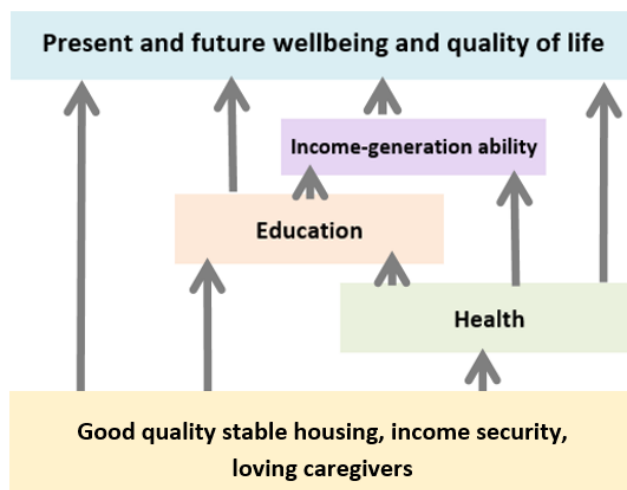 Present and future wellbeing and quality of life
Income-generation ability
Education
Health
Good quality stable housing, income security,
loving caregivers